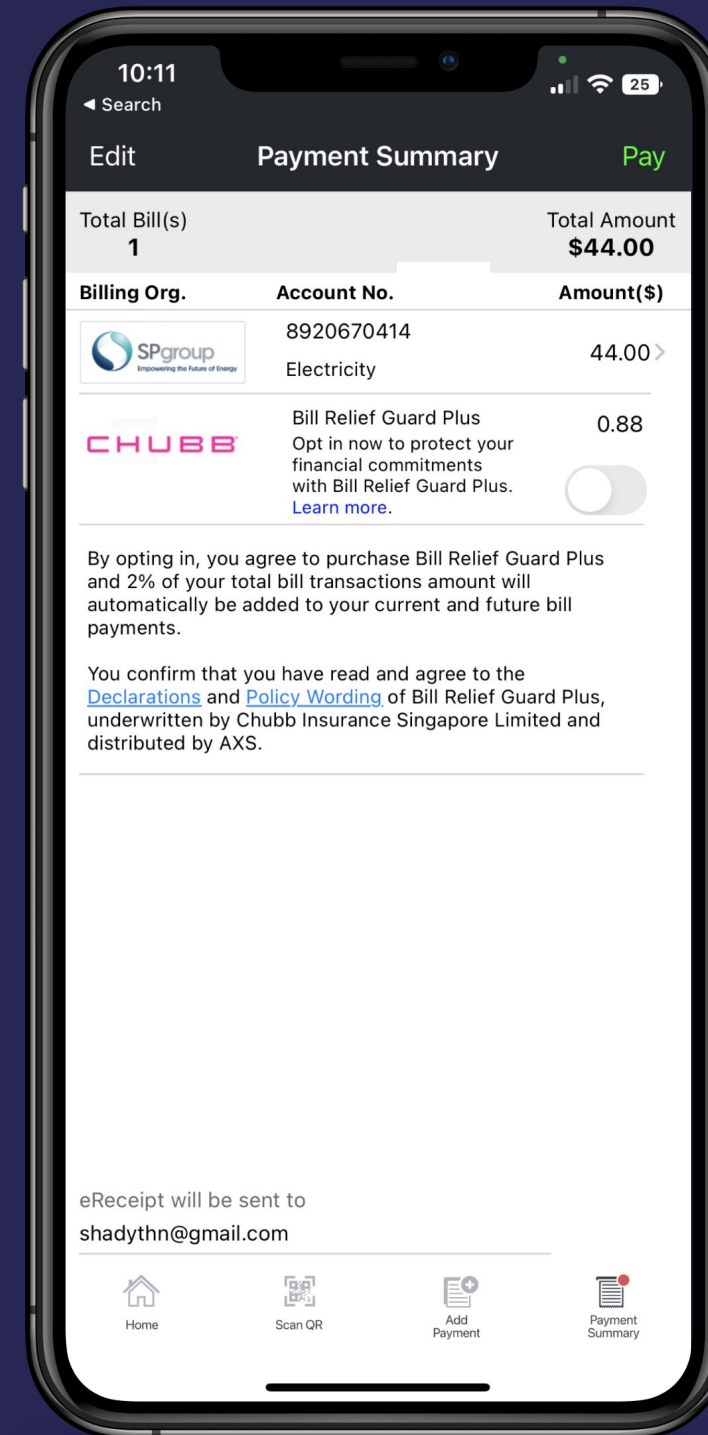 10:11
25
◀ Search
Edit Payment Summary Pay
Total Bill(s) Total Amount
1 $44.00
Billing Org. Account No. Amount($)
SPgroup
Empowering the Future of Energy
8920670414
Electricity
44.00
CHUBB
Bill Relief Guard Plus
Opt in now to protect your
financial commitments
with Bill Relief Guard Plus.
Learn more.
0.88
By opting in, you agree to purchase Bill Relief Guard Plus
and 2% of your total bill transactions amount will
automatically be added to your current and future bill
payments.
You confirm that you have read and agree to the
Declarations and Policy Wording of Bill Relief Guard Plus,
underwritten by Chubb Insurance Singapore Limited and
distributed by AXS.
eReceipt will be sent to
shadythn@gmail.com
Home
Scan QR
Add
Payment
Payment
Summary